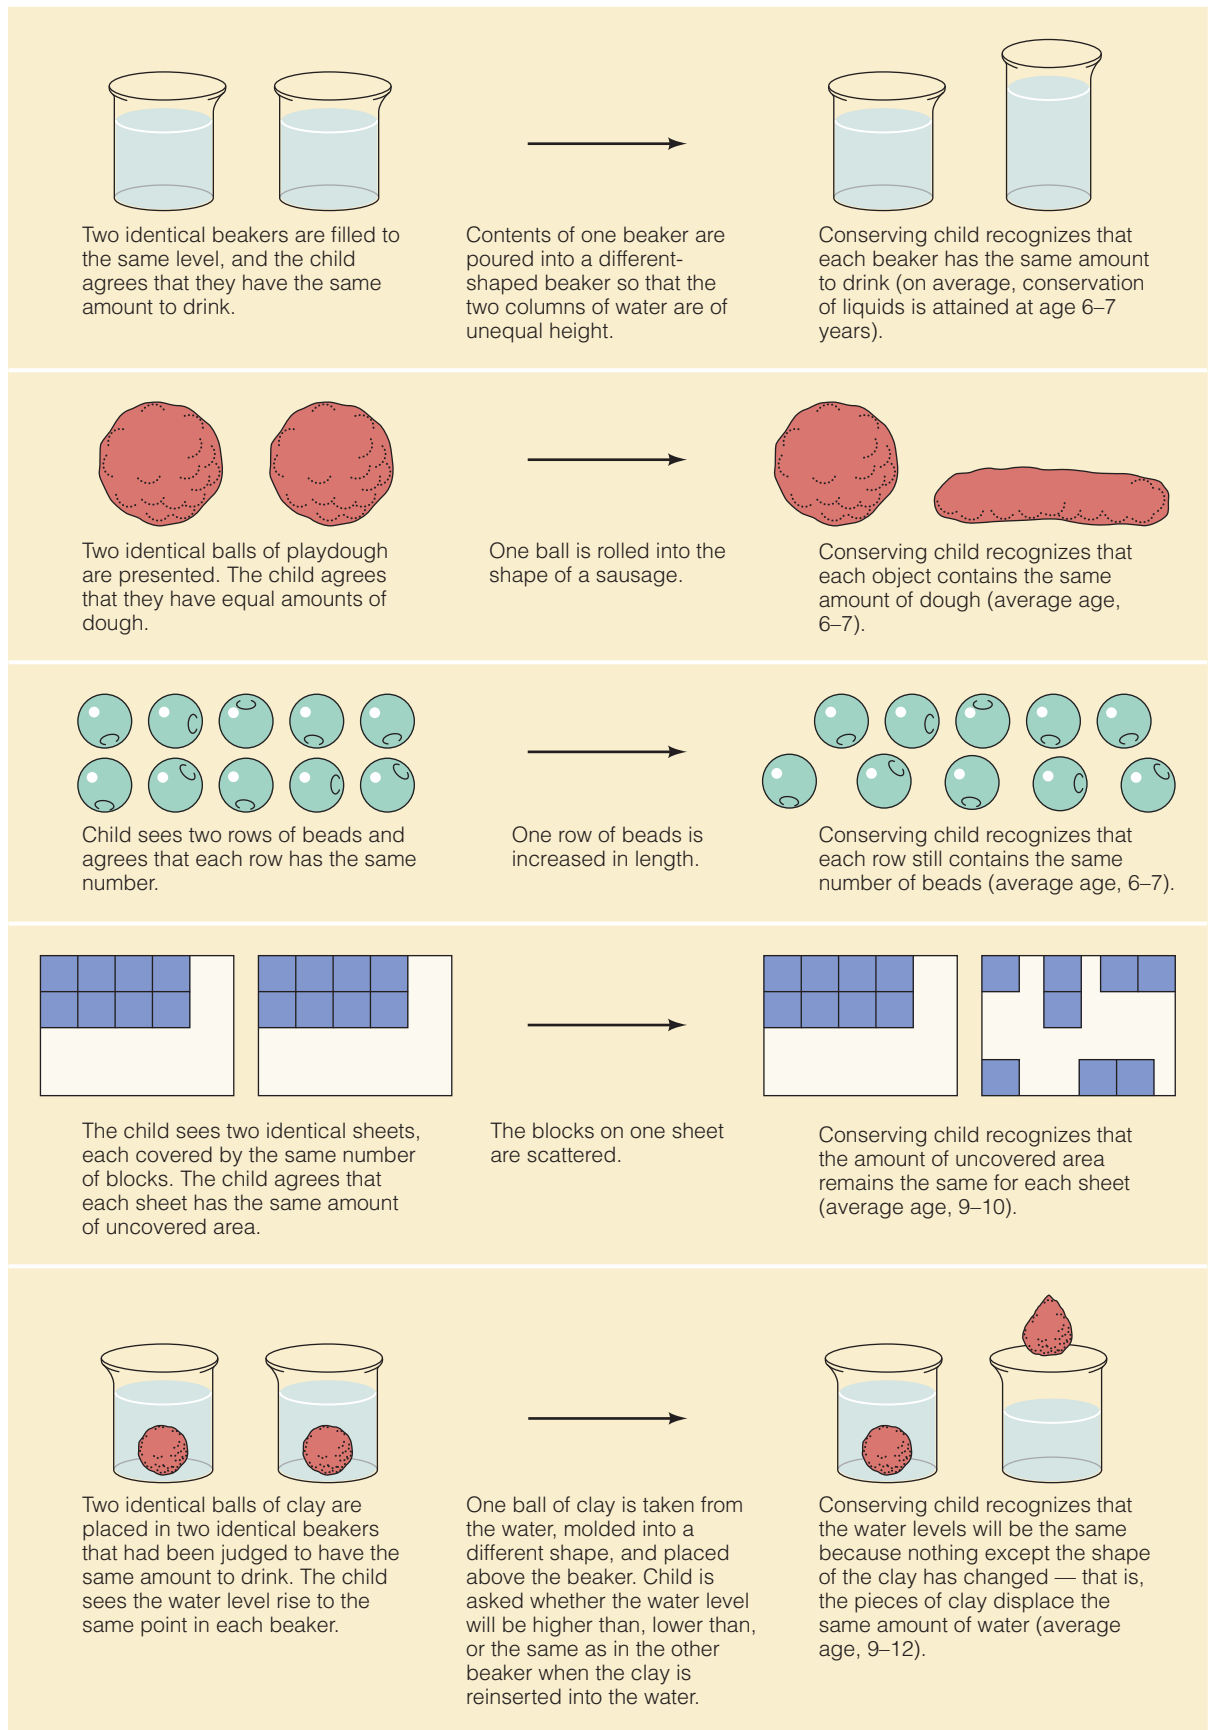 Two identical beakers are filled to
the same level, and the child
agrees that they have the same
amount to drink.
Contents of one beaker are
poured into a different-
shaped beaker so that the
two columns of water are of
unequal height.
Conserving child recognizes that
each beaker has the same amount
to drink (on average, conservation
of liquids is attained at age 6–7
years).
Two identical balls of playdough
are presented. The child agrees
that they have equal amounts of
dough.
One ball is rolled into the
shape of a sausage.
Conserving child recognizes that
each object contains the same
amount of dough (average age,
6–7).
Child sees two rows of beads and
agrees that each row has the same
number.
One row of beads is
increased in length.
Conserving child recognizes that
each row still contains the same
number of beads (average age, 6–7).
The child sees two identical sheets,
each covered by the same number
of blocks. The child agrees that
each sheet has the same amount
of uncovered area.
The blocks on one sheet
are scattered.
Conserving child recognizes that
the amount of uncovered area
remains the same for each sheet
(average age, 9–10).
Two identical balls of clay are
placed in two identical beakers
that had been judged to have the
same amount to drink. The child
sees the water level rise to the
same point in each beaker.
One ball of clay is taken from
the water, molded into a
different shape, and placed
above the beaker. Child is
asked whether the water level
will be higher than, lower than,
or the same as in the other
beaker when the clay is
reinserted into the water.
Conserving child recognizes that
the water levels will be the same
because nothing except the shape
of the clay has changed — that is,
the pieces of clay displace the
same amount of water (average
age, 9–12).